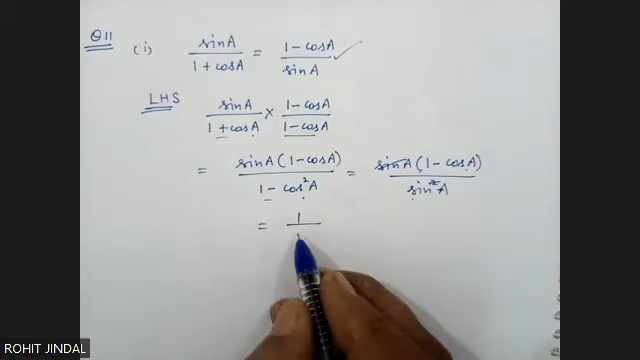 Q11 (i) sinA / 1 + cosA = 1 - cosA / sinA ✓
LHS sinA / 1 + cosA × 1 - cosA / 1 - cosA
= sinA (1 - cosA) / 1 - cos²A = sinA (1 - cosA) / sin²A
= 1
ROHIT JINDAL